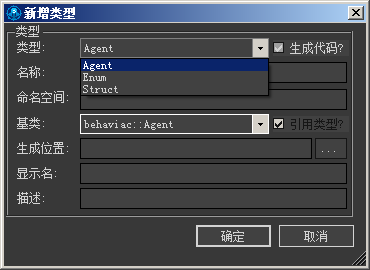 新增类型
类型
类型: Agent 生成代码?
Agent
名称:
Enum
Struct
命名空间:
基类: behaviac::Agent 引用类型?
生成位置: ...
显示名:
描述:
确定 取消